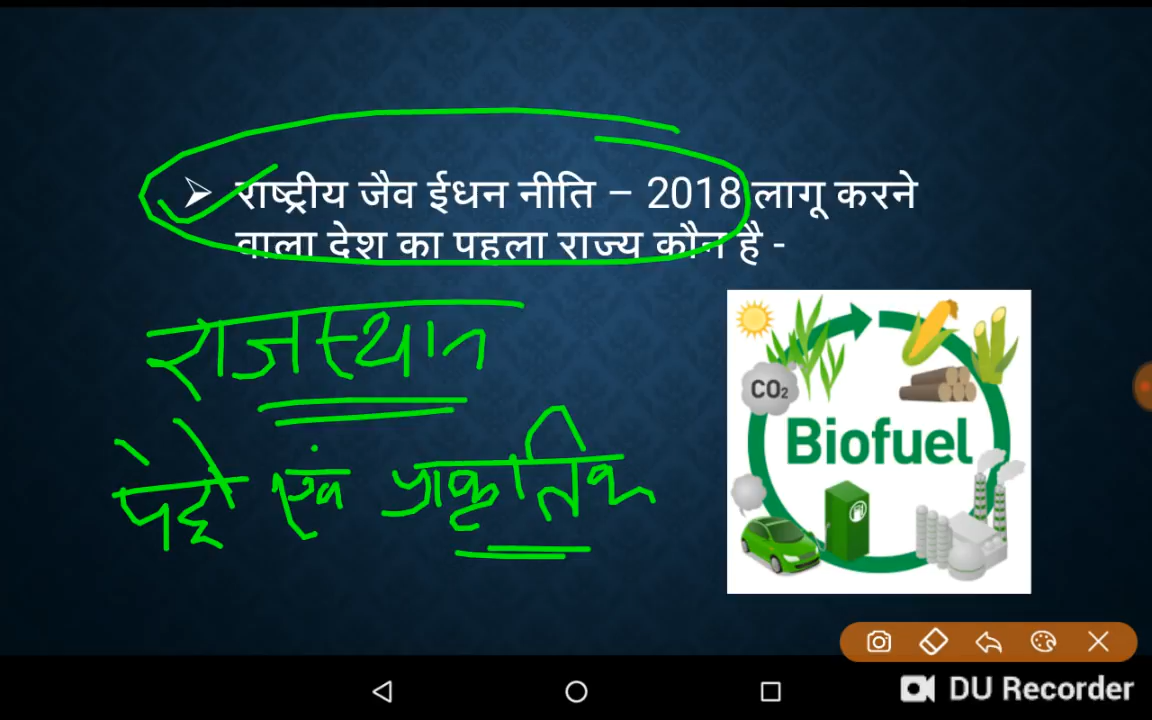 राष्ट्रीय जैव ईधन नीति – 2018 लागू करने
वाला देश का पहला राज्य कौन है -
राजस्थान
एवं प्राकृतिक
CO₂
Biofuel
DU Recorder